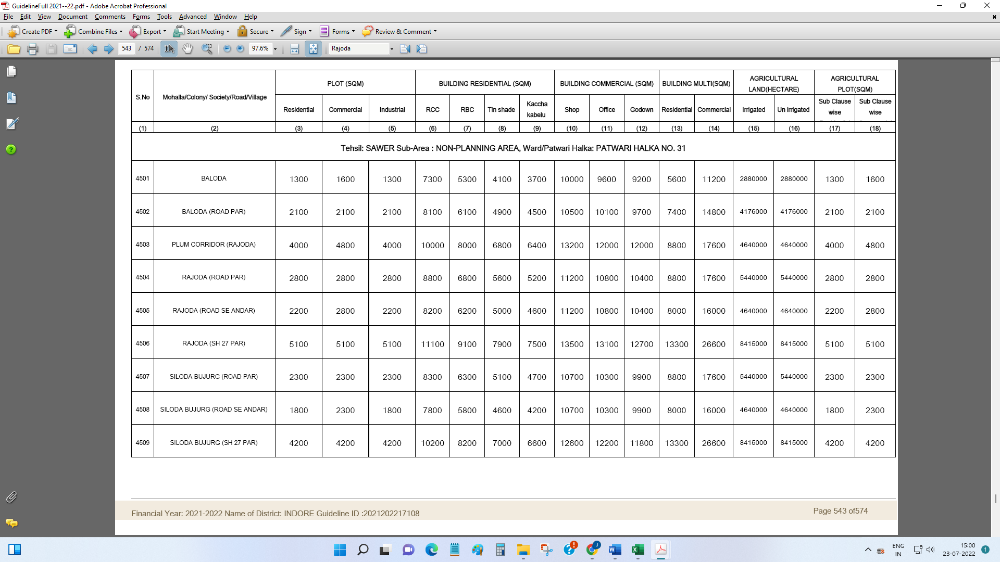 GuidelineFull 2021--22.pdf - Adobe Acrobat Professional
File Edit View Document Comments Forms Tools Advanced Window Help
Create PDF Combine Files Export Start Meeting Secure Sign Forms Review & Comment
543 / 574 97.6% Rajoda
S.No Mohalla/Colony/ Society/Road/Village PLOT (SQM) BUILDING RESIDENTIAL (SQM) BUILDING COMMERCIAL (SQM) BUILDING MULTI(SQM) AGRICULTURAL LAND(HECTARE) AGRICULTURAL PLOT(SQM)
Residential Commercial Industrial RCC RBC Tin shade Kaccha kabelu Shop Office Godown Residential Commercial Irrigated Un irrigated Sub Clause wise Sub Clause wise
(1) (2) (3) (4) (5) (6) (7) (8) (9) (10) (11) (12) (13) (14) (15) (16) (17) (18)
Tehsil: SAWER Sub-Area : NON-PLANNING AREA, Ward/Patwari Halka: PATWARI HALKA NO. 31
4501 BALODA 1300 1600 1300 7300 5300 4100 3700 10000 9600 9200 5600 11200 2880000 2880000 1300 1600
4502 BALODA (ROAD PAR) 2100 2100 2100 8100 6100 4900 4500 10500 10100 9700 7400 14800 4176000 4176000 2100 2100
4503 PLUM CORRIDOR (RAJODA) 4000 4800 4000 10000 8000 6800 6400 13200 12000 12000 8800 17600 4640000 4640000 4000 4800
4504 RAJODA (ROAD PAR) 2800 2800 2800 8800 6800 5600 5200 11200 10800 10400 8800 17600 5440000 5440000 2800 2800
4505 RAJODA (ROAD SE ANDAR) 2200 2800 2200 8200 6200 5000 4600 11200 10800 10400 8000 16000 4640000 4640000 2200 2800
4506 RAJODA (SH 27 PAR) 5100 5100 5100 11100 9100 7900 7500 13500 13100 12700 13300 26600 8415000 8415000 5100 5100
4507 SILODA BUJURG (ROAD PAR) 2300 2300 2300 8300 6300 5100 4700 10700 10300 9900 8800 17600 5440000 5440000 2300 2300
4508 SILODA BUJURG (ROAD SE ANDAR) 1800 2300 1800 7800 5800 4600 4200 10700 10300 9900 8000 16000 4640000 4640000 1800 2300
4509 SILODA BUJURG (SH 27 PAR) 4200 4200 4200 10200 8200 7000 6600 12600 12200 11800 13300 26600 8415000 8415000 4200 4200
Financial Year: 2021-2022 Name of District: INDORE Guideline ID :2021202217108
Page 543 of574
ENG
IN
15:00
23-07-2022
1